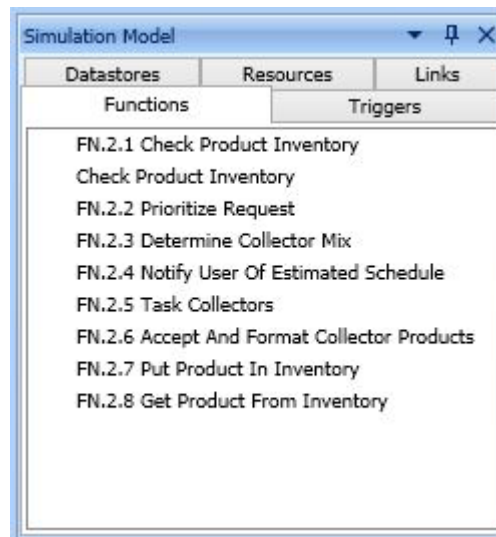 Simulation Model
Datastores Resources Links
Functions Triggers
FN.2.1 Check Product Inventory
Check Product Inventory
FN.2.2 Prioritize Request
FN.2.3 Determine Collector Mix
FN.2.4 Notify User Of Estimated Schedule
FN.2.5 Task Collectors
FN.2.6 Accept And Format Collector Products
FN.2.7 Put Product In Inventory
FN.2.8 Get Product From Inventory